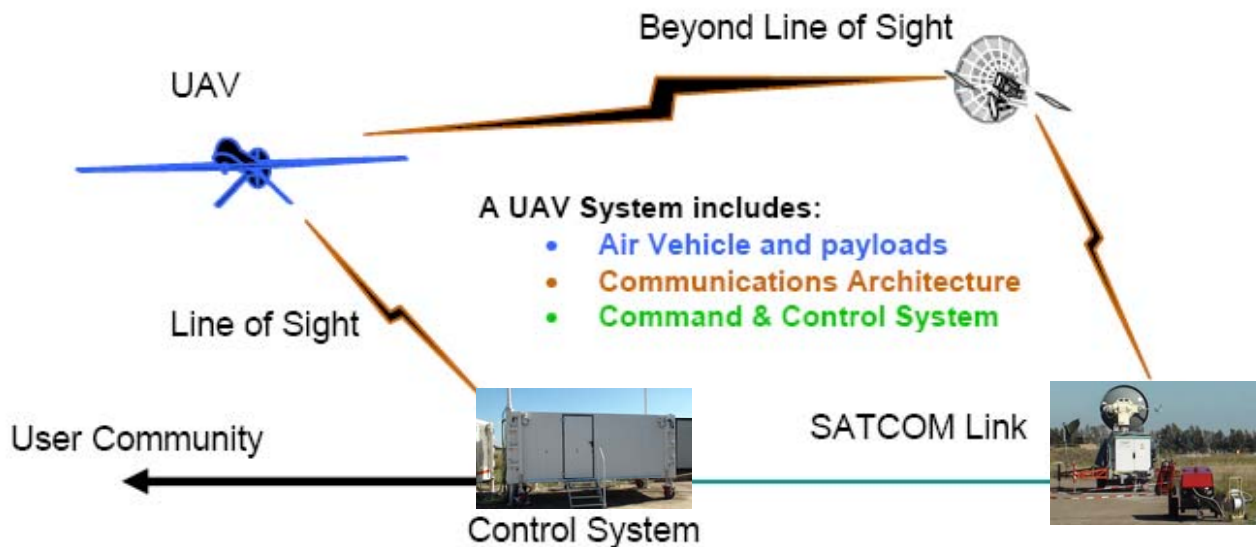 Beyond Line of Sight
UAV
A UAV System includes:
• Air Vehicle and payloads
• Communications Architecture
• Command & Control System
Line of Sight
SATCOM Link
User Community
Control System